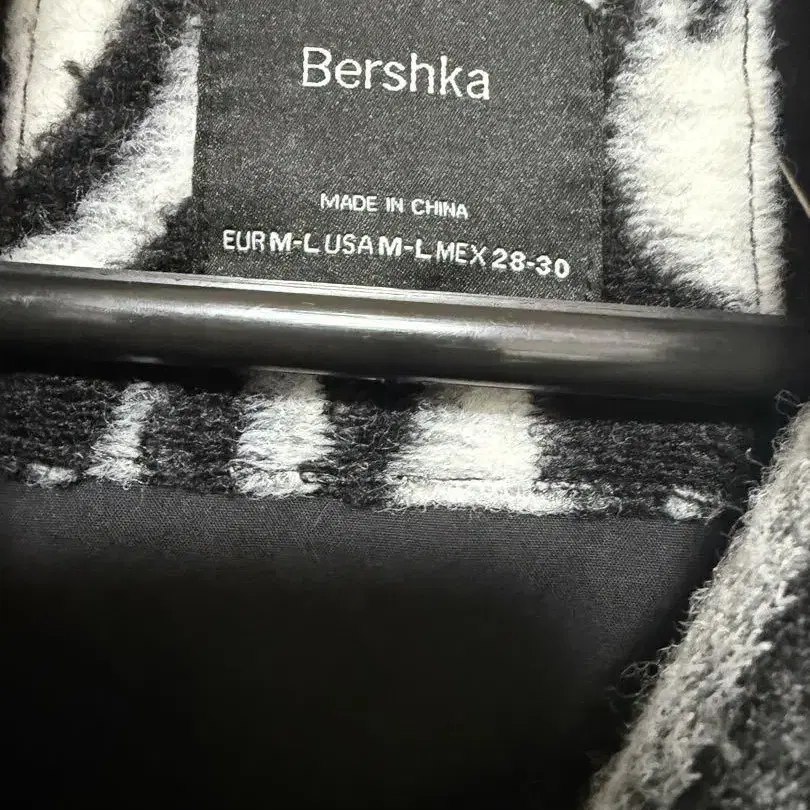 Bershka
MADE IN CHINA
EUR M-L USA M-L MEX 28-30